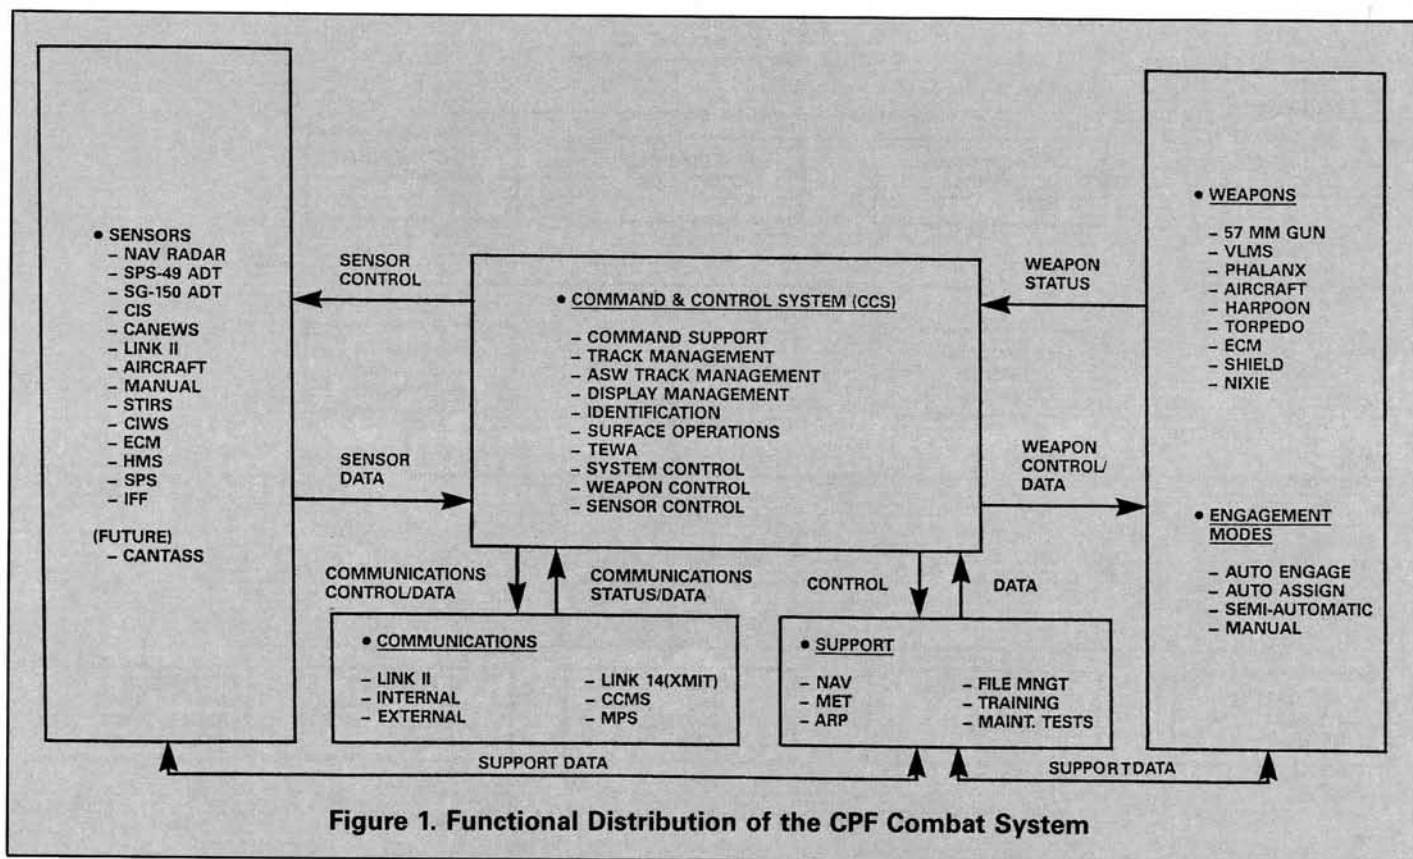 ● SENSORS
– NAV RADAR
– SPS-49 ADT
– SG-150 ADT
– CIS
– CANEWS
– LINK II
– AIRCRAFT
– MANUAL
– STIRS
– CIWS
– ECM
– HMS
– SPS
– IFF
(FUTURE)
– CANTASS
SENSOR
CONTROL
SENSOR
DATA
● COMMAND & CONTROL SYSTEM (CCS)
– COMMAND SUPPORT
– TRACK MANAGEMENT
– ASW TRACK MANAGEMENT
– DISPLAY MANAGEMENT
– IDENTIFICATION
– SURFACE OPERATIONS
– TEWA
– SYSTEM CONTROL
– WEAPON CONTROL
– SENSOR CONTROL
WEAPON
STATUS
WEAPON
CONTROL/
DATA
● WEAPONS
– 57 MM GUN
– VLMS
– PHALANX
– AIRCRAFT
– HARPOON
– TORPEDO
– ECM
– SHIELD
– NIXIE
● ENGAGEMENT
MODES
– AUTO ENGAGE
– AUTO ASSIGN
– SEMI-AUTOMATIC
– MANUAL
COMMUNICATIONS
CONTROL/DATA
COMMUNICATIONS
STATUS/DATA
CONTROL
DATA
● COMMUNICATIONS
– LINK II
– INTERNAL
– EXTERNAL
– LINK 14(XMIT)
– CCMS
– MPS
● SUPPORT
– NAV
– MET
– ARP
– FILE MNGT
– TRAINING
– MAINT. TESTS
SUPPORT DATA
SUPPORT DATA
Figure 1. Functional Distribution of the CPF Combat System